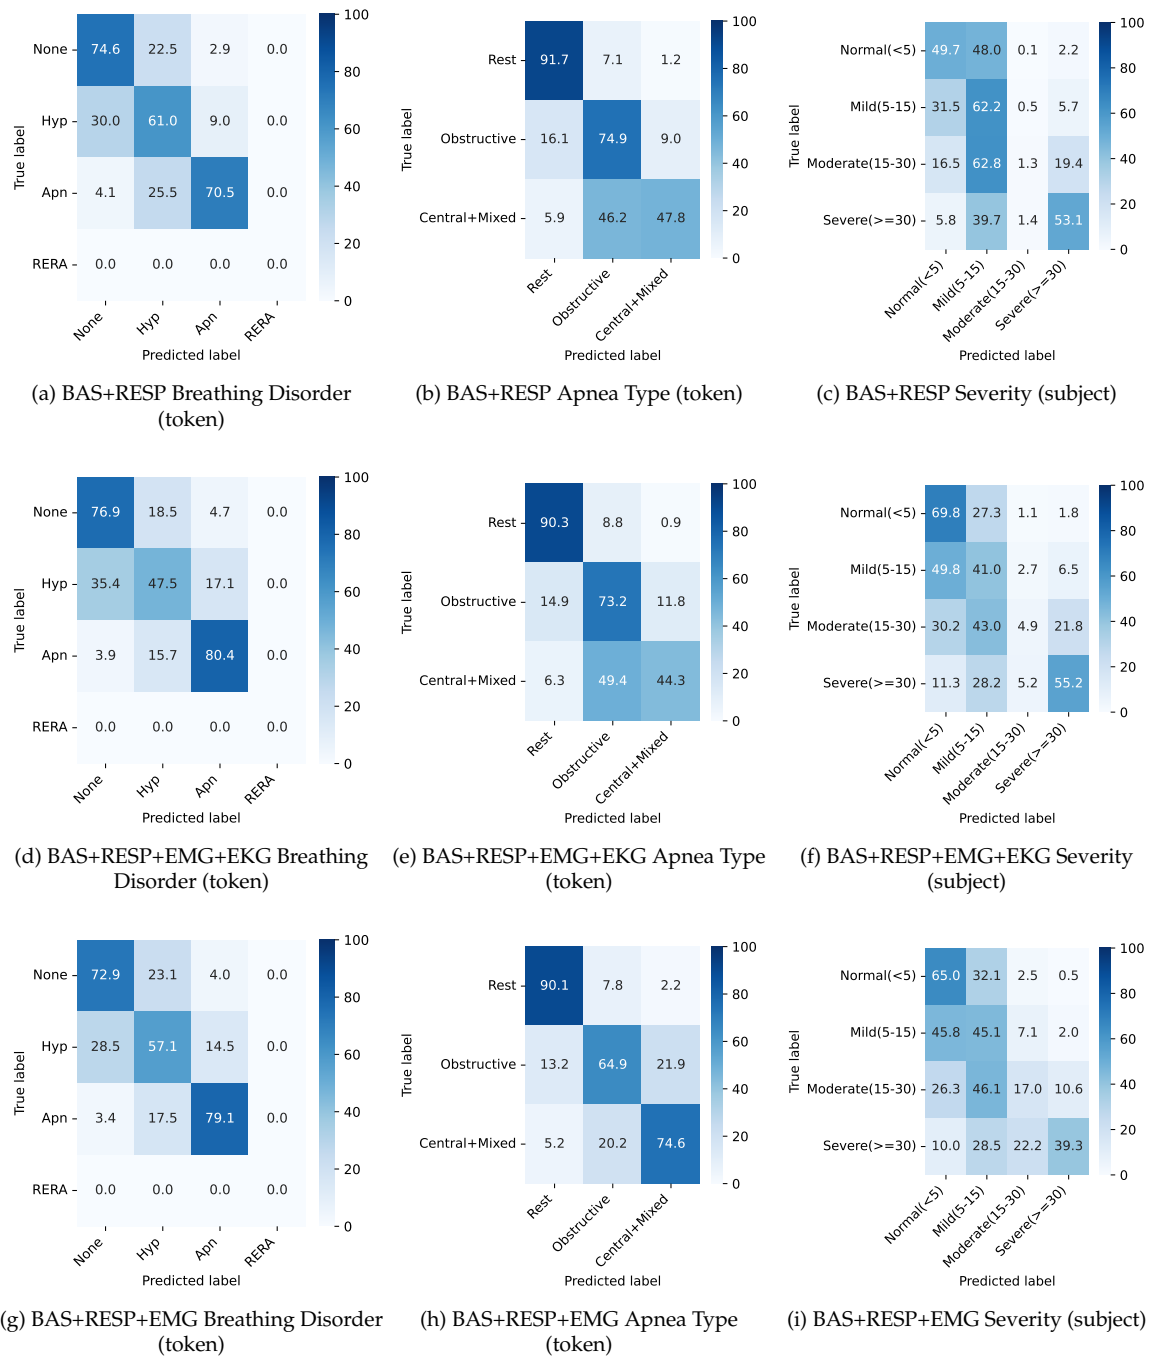 None
Hyp
Apn
RERA
True label
74.6 22.5 2.9 0.0
30.0 61.0 9.0 0.0
4.1 25.5 70.5 0.0
0.0 0.0 0.0 0.0
None Hyp Apn RERA
Predicted label
100
80
60
40
20
0
(a) BAS+RESP Breathing Disorder
(token)
Rest
Obstructive
Central+Mixed
True label
91.7 7.1 1.2
16.1 74.9 9.0
5.9 46.2 47.8
Rest Obstructive Central+Mixed
Predicted label
100
80
60
40
20
0
(b) BAS+RESP Apnea Type (token)
Normal(<5)
Mild(5-15)
Moderate(15-30)
Severe(>=30)
True label
49.7 48.0 0.1 2.2
31.5 62.2 0.5 5.7
16.5 62.8 1.3 19.4
5.8 39.7 1.4 53.1
Normal(<5) Mild(5-15) Moderate(15-30) Severe(>=30)
Predicted label
100
80
60
40
20
0
(c) BAS+RESP Severity (subject)
None
Hyp
Apn
RERA
True label
76.9 18.5 4.7 0.0
35.4 47.5 17.1 0.0
3.9 15.7 80.4 0.0
0.0 0.0 0.0 0.0
None Hyp Apn RERA
Predicted label
100
80
60
40
20
0
(d) BAS+RESP+EMG+EKG Breathing
Disorder (token)
Rest
Obstructive
Central+Mixed
True label
90.3 8.8 0.9
14.9 73.2 11.8
6.3 49.4 44.3
Rest Obstructive Central+Mixed
Predicted label
100
80
60
40
20
0
(e) BAS+RESP+EMG+EKG Apnea Type
(token)
Normal(<5)
Mild(5-15)
Moderate(15-30)
Severe(>=30)
True label
69.8 27.3 1.1 1.8
49.8 41.0 2.7 6.5
30.2 43.0 4.9 21.8
11.3 28.2 5.2 55.2
Normal(<5) Mild(5-15) Moderate(15-30) Severe(>=30)
Predicted label
100
80
60
40
20
0
(f) BAS+RESP+EMG+EKG Severity
(subject)
None
Hyp
Apn
RERA
True label
72.9 23.1 4.0 0.0
28.5 57.1 14.5 0.0
3.4 17.5 79.1 0.0
0.0 0.0 0.0 0.0
None Hyp Apn RERA
Predicted label
100
80
60
40
20
0
(g) BAS+RESP+EMG Breathing Disorder
(token)
Rest
Obstructive
Central+Mixed
True label
90.1 7.8 2.2
13.2 64.9 21.9
5.2 20.2 74.6
Rest Obstructive Central+Mixed
Predicted label
100
80
60
40
20
0
(h) BAS+RESP+EMG Apnea Type
(token)
Normal(<5)
Mild(5-15)
Moderate(15-30)
Severe(>=30)
True label
65.0 32.1 2.5 0.5
45.8 45.1 7.1 2.0
26.3 46.1 17.0 10.6
10.0 28.5 22.2 39.3
Normal(<5) Mild(5-15) Moderate(15-30) Severe(>=30)
Predicted label
100
80
60
40
20
0
(i) BAS+RESP+EMG Severity (subject)